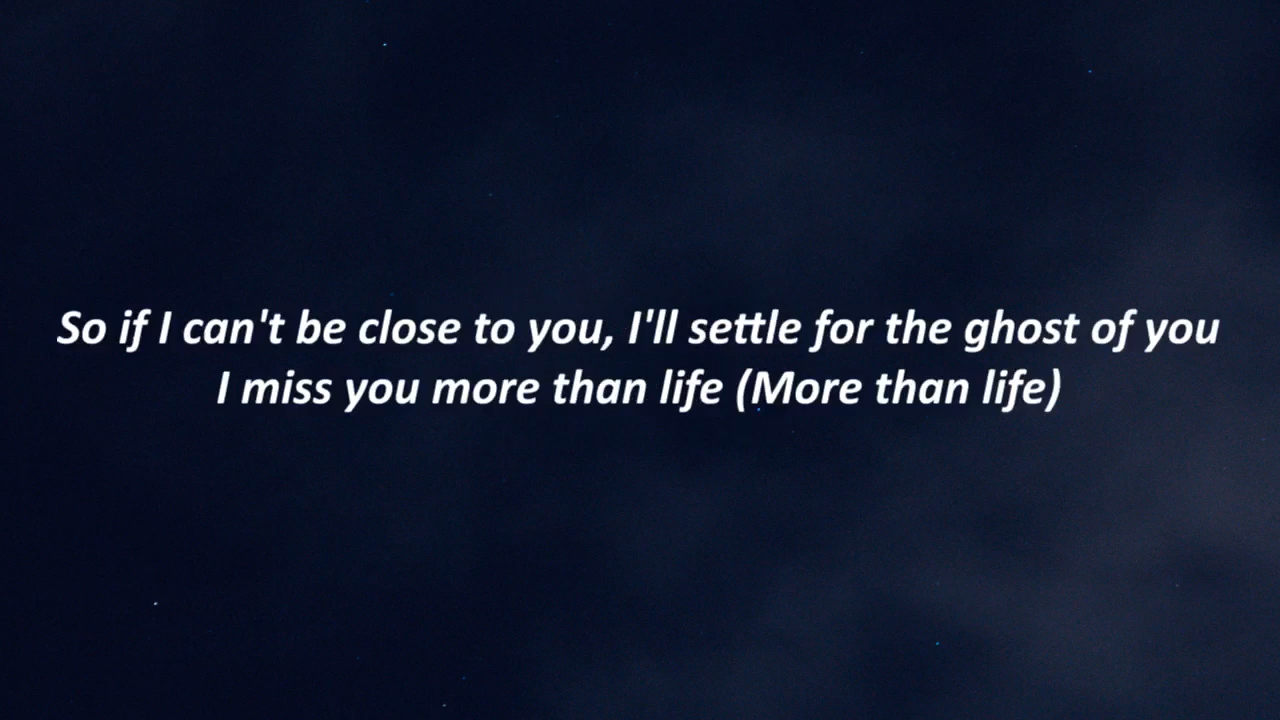 So if I can't be close to you, I'll settle for the ghost of you
I miss you more than life (More than life)